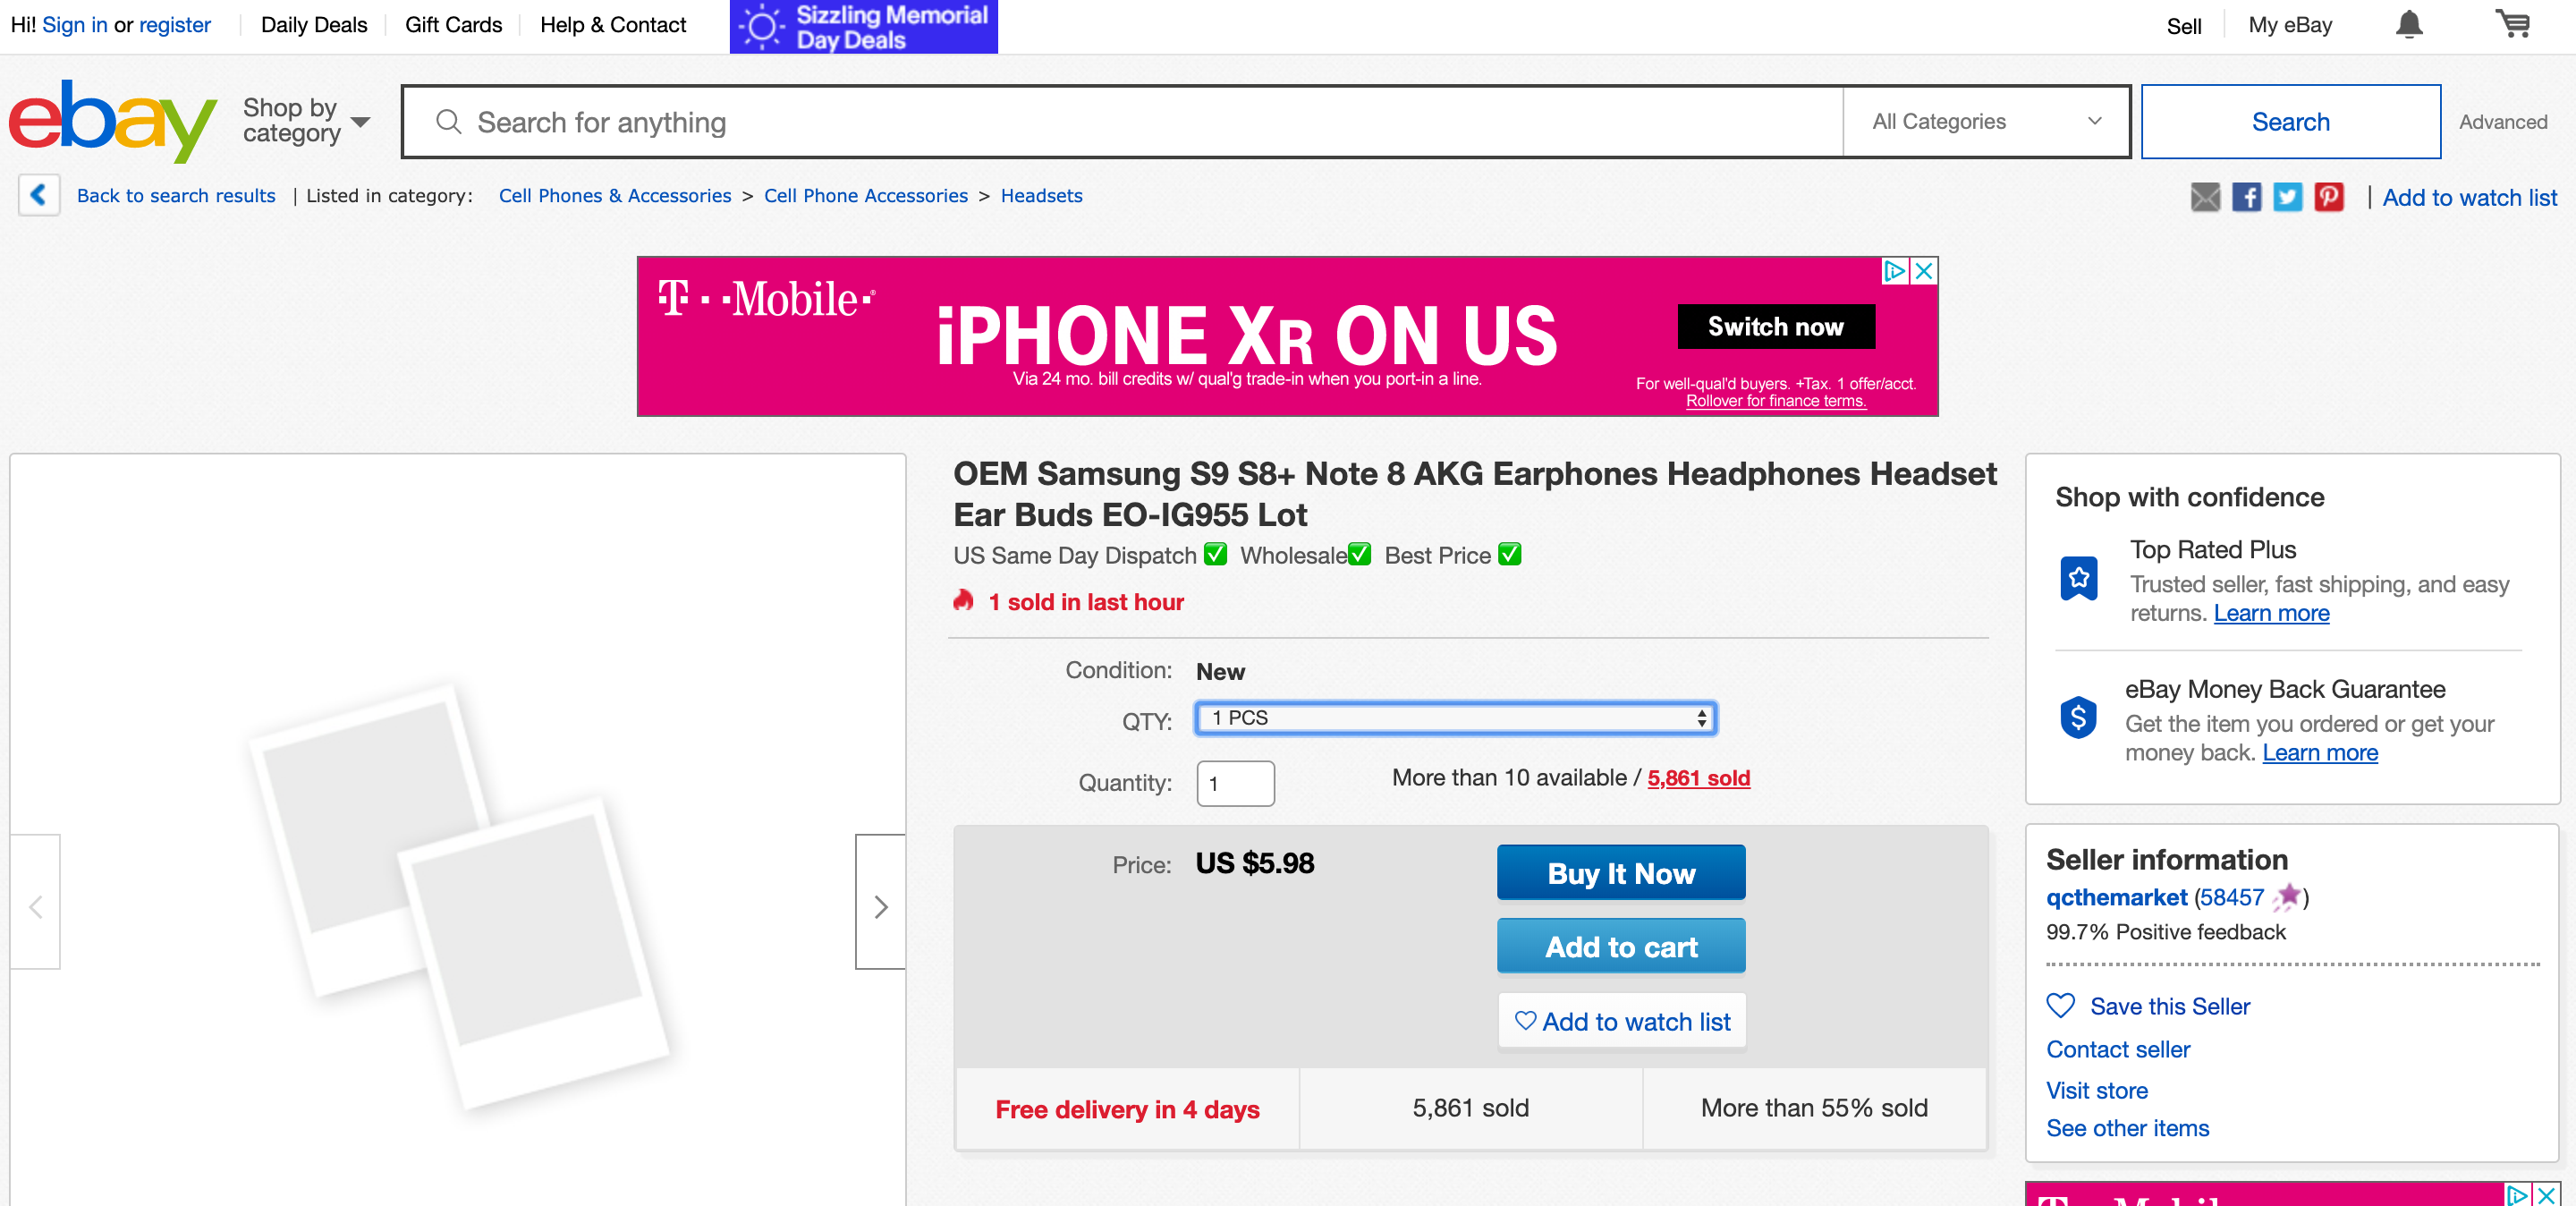 Hi! Sign in or register
Daily Deals
Gift Cards
Help & Contact
Sizzling Memorial
Day Deals
Sell
My eBay
ebay
Shop by
category
Search for anything
All Categories
Search
Advanced
Back to search results
| Listed in category:
Cell Phones & Accessories > Cell Phone Accessories > Headsets
| Add to watch list
T··Mobile·®
iPHONE XR ON US
Via 24 mo. bill credits w/ qual'g trade-in when you port-in a line.
Switch now
For well-qual'd buyers. +Tax. 1 offer/acct.
Rollover for finance terms.
OEM Samsung S9 S8+ Note 8 AKG Earphones Headphones Headset
Ear Buds EO-IG955 Lot
US Same Day Dispatch ✅ Wholesale✅ Best Price ✅
1 sold in last hour
Condition: New
QTY: 1 PCS
Quantity: 1
More than 10 available / 5,861 sold
Price: US $5.98
Buy It Now
Add to cart
Add to watch list
Free delivery in 4 days
5,861 sold
More than 55% sold
Shop with confidence
Top Rated Plus
Trusted seller, fast shipping, and easy
returns. Learn more
eBay Money Back Guarantee
Get the item you ordered or get your
money back. Learn more
Seller information
qcthemarket (58457 )
99.7% Positive feedback
Save this Seller
Contact seller
Visit store
See other items
T··Mobile